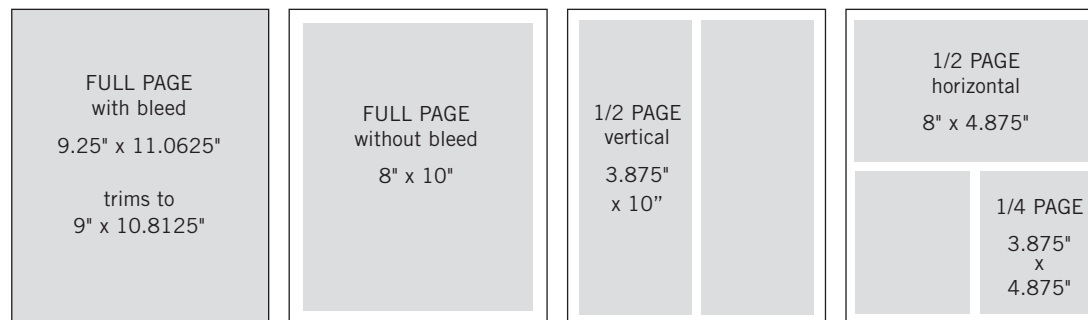 FULL PAGE
with bleed
9.25" x 11.0625"
trims to
9" x 10.8125"
FULL PAGE
without bleed
8" x 10"
1/2 PAGE
vertical
3.875"
x 10”
1/2 PAGE
horizontal
8" x 4.875"
1/4 PAGE
3.875"
x
4.875"